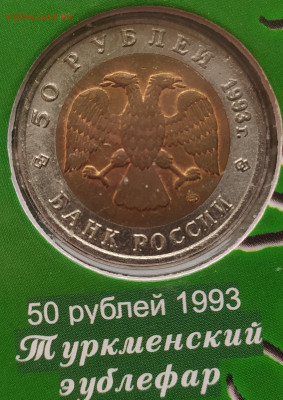 50 РУБЛЕЙ 1993 г.
БАНК РОССИИ
50 рублей 1993
Туркменский
эублефар